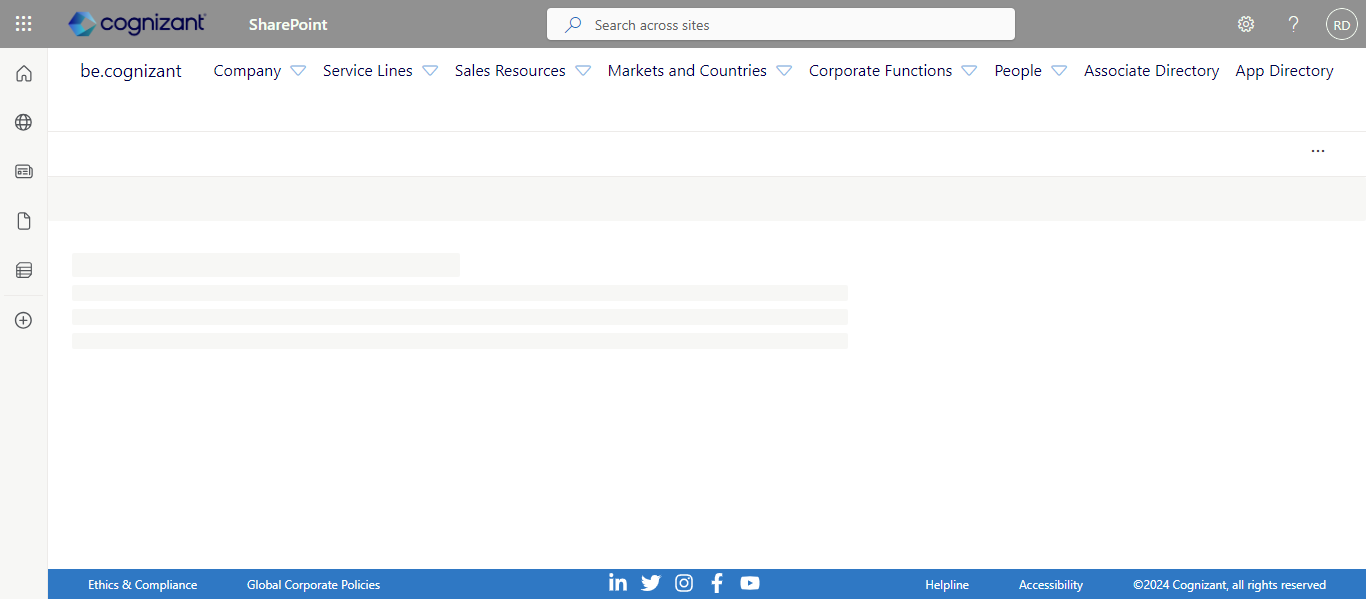 cognizant SharePoint Search across sites ? RD
be.cognizant Company Service Lines Sales Resources Markets and Countries Corporate Functions People Associate Directory App Directory
...
Ethics & Compliance Global Corporate Policies Helpline Accessibility ©2024 Cognizant, all rights reserved